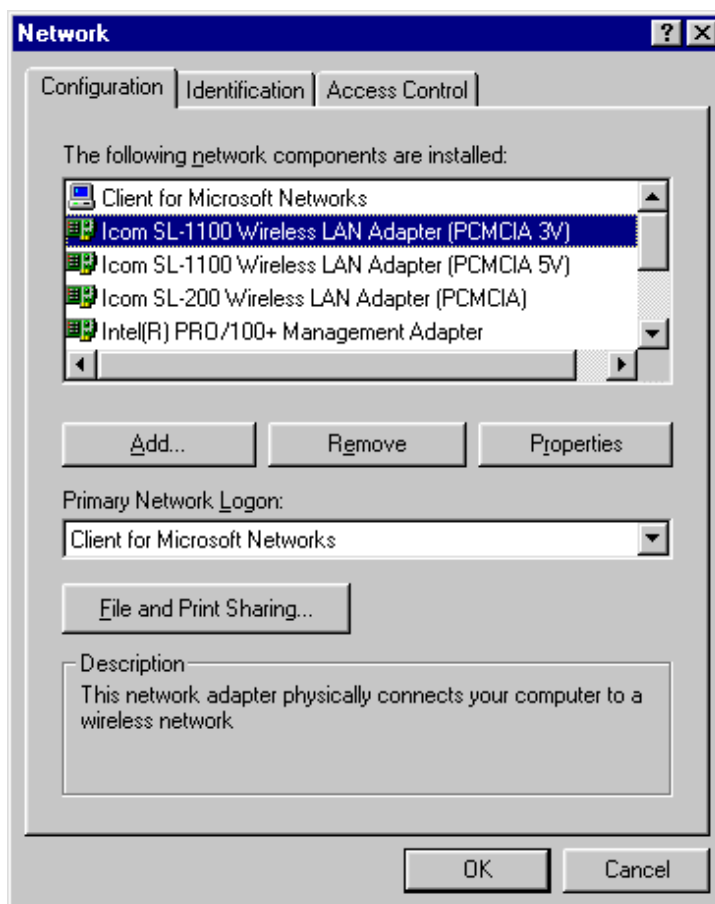 Network
Configuration
Identification
Access Control
The following network components are installed:
Client for Microsoft Networks
Icom SL-1100 Wireless LAN Adapter (PCMCIA 3V)
Icom SL-1100 Wireless LAN Adapter (PCMCIA 5V)
Icom SL-200 Wireless LAN Adapter (PCMCIA)
Intel(R) PRO/100+ Management Adapter
Add...
Remove
Properties
Primary Network Logon:
Client for Microsoft Networks
File and Print Sharing...
Description
This network adapter physically connects your computer to a
wireless network
OK
Cancel